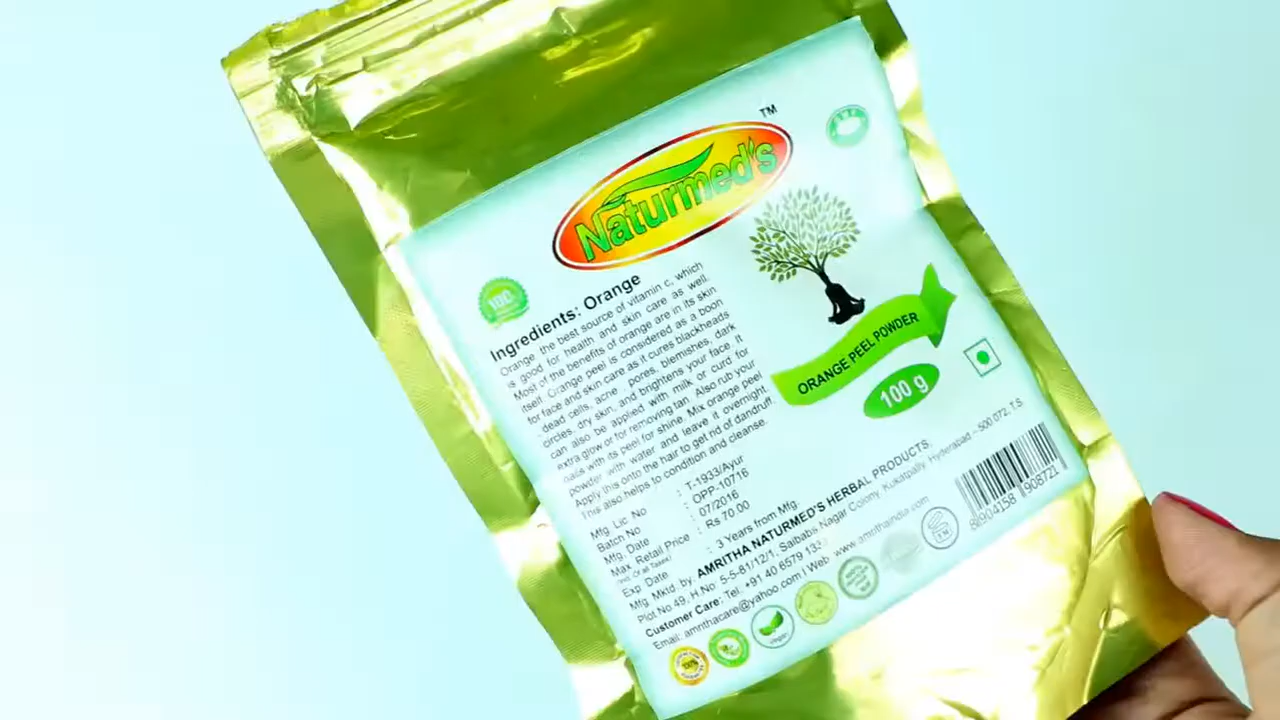 TM
Naturmed's
Ingredients: Orange
Orange the best source of vitamin c, which
is good for health and skin care as well.
Most of the benefits of orange are in its skin
itself. Orange peel is considered as a boon
for face and skin care as it cures blackheads
dead cells, acne, pores, blemishes, dark
circles, dry skin, and brightens your face. It
can also be applied with milk or curd for
extra glow or for removing tan. Also rub your
nails with its peel for shine. Mix orange peel
powder with water and leave it overnight.
Apply this onto the hair to get rid of dandruff
This also helps to condition and cleanse.
ORANGE PEEL POWDER
100 g
Mfg. Lic. No : T-1933/Ayur
Batch No : OPP-10716
Mfg. Date : 07/2016
Max. Retail Price : Rs 70.00
Exp Date : 3 Years from Mfg.
Mfg. Mktd. by: AMRITHA NATURMED'S HERBAL PRODUCTS,
Plot No.49, H.No: 5-5-81/12/1, Saibaba Nagar Colony, Kukatpally, Hyderabad - 500 072. T.S.
Customer Care: Tel: +91 40 6579
Email: amrithacare@yahoo.com I Web: www.amrithaindia.com
8 904158 908721
Vegan